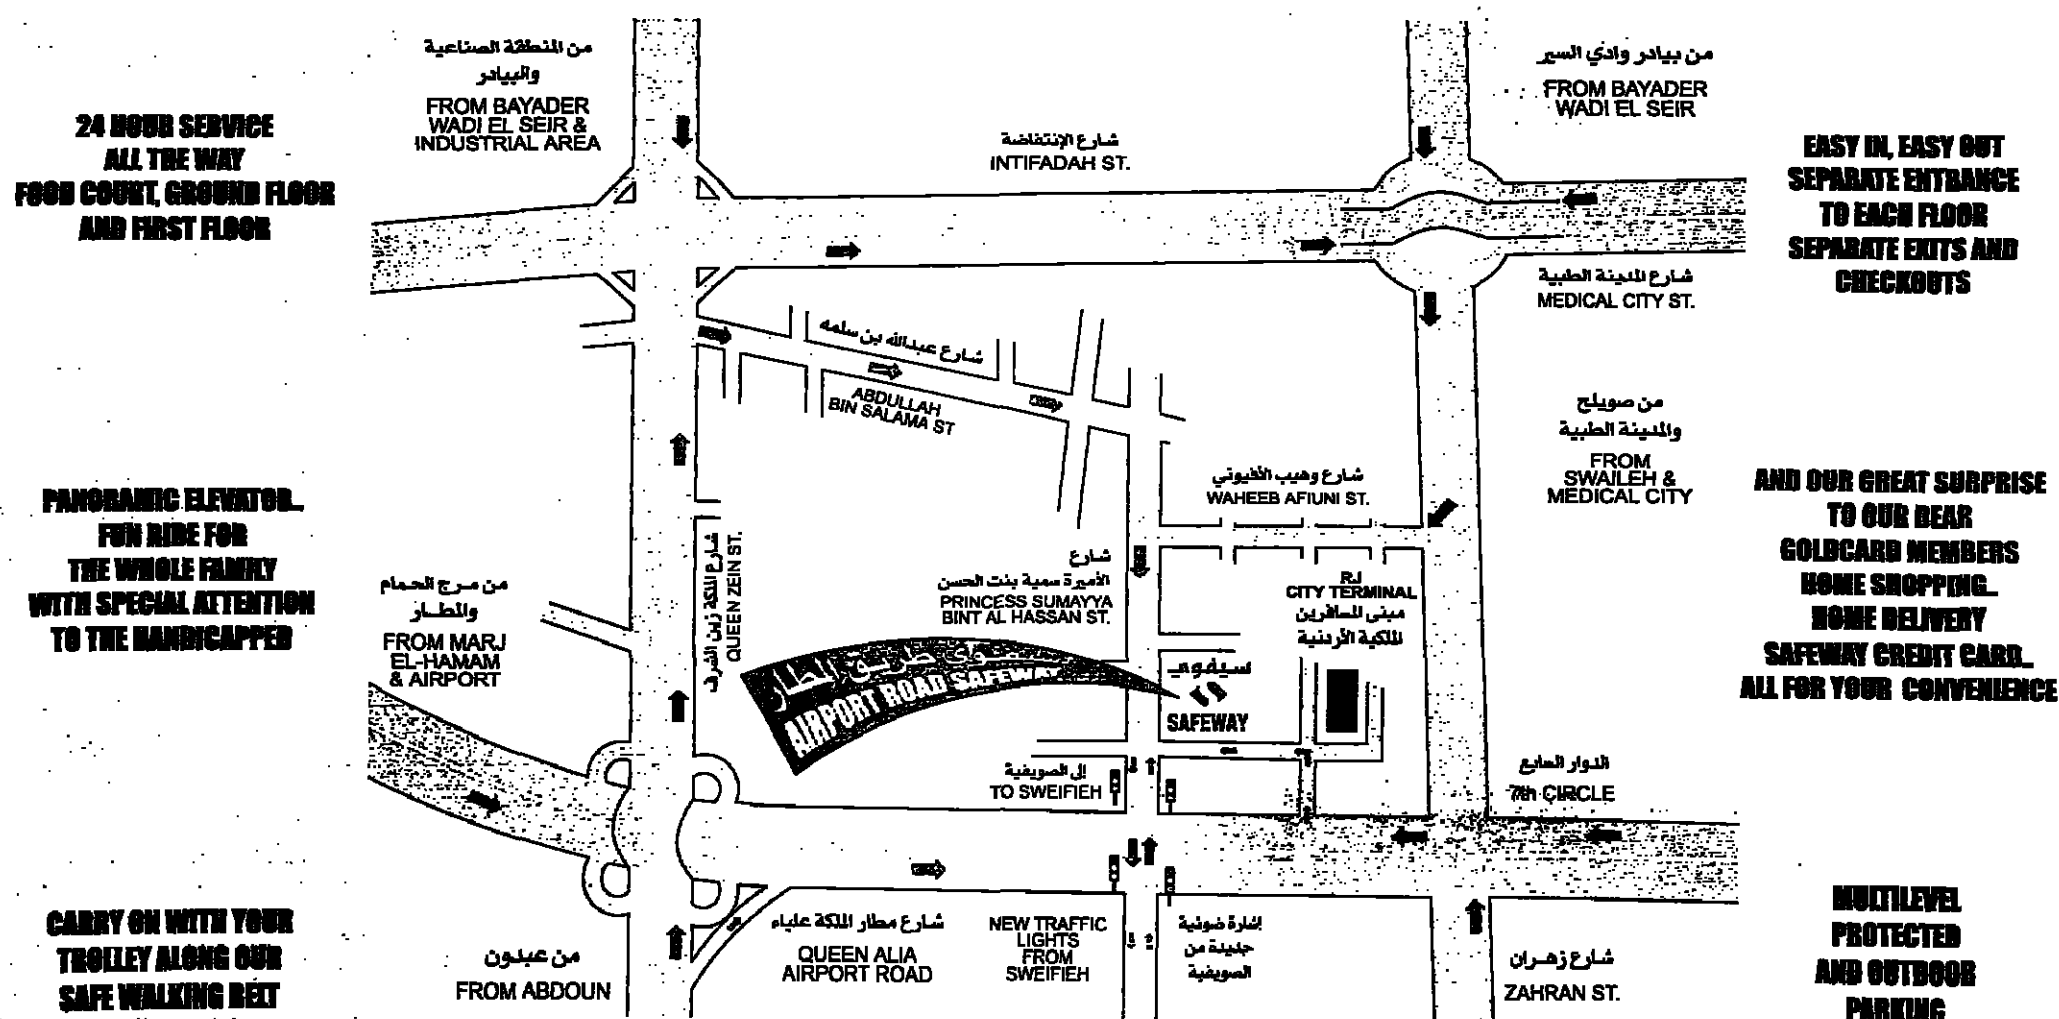 24 HOUR SERVICE
ALL THE WAY
FOOD COURT, GROUND FLOOR
AND FIRST FLOOR
PANORAMIC ELEVATOR..
FUN RIDE FOR
THE WHOLE FAMILY
WITH SPECIAL ATTENTION
TO THE HANDICAPPED
CARRY ON WITH YOUR
TROLLEY ALONG OUR
SAFE WALKING BELT
من المنطقة الصناعية
والبيادر
FROM BAYADER
WADI EL SEIR &
INDUSTRIAL AREA
شارع الإنتفاضة
INTIFADAH ST.
من بيادر وادي السير
FROM BAYADER
WADI EL SEIR
شارع المدينة الطبية
MEDICAL CITY ST.
شارع عبدالله بن سلمه
ABDULLAH
BIN SALAMA ST
من صويلح
والمدينة الطبية
FROM
SWAILEH &
MEDICAL CITY
شارع وهيب الأفيوني
WAHEEB AFIUNI ST.
شارع الملكة زين الشرف
QUEEN ZEIN ST.
شارع
الأميرة سمية بنت الحسن
PRINCESS SUMAYYA
BINT AL HASSAN ST.
RJ
CITY TERMINAL
مبنى المسافرين
الملكية الأردنية
من مرج الحمام
والمطار
FROM MARJ
EL-HAMAM
& AIRPORT
AIRPORT ROAD SAFEWAY
سيفوي
SAFEWAY
إلى الصويفية
TO SWEIFIEH
الدوار السابع
7th CIRCLE
من عبدون
FROM ABDOUN
شارع مطار الملكة علياء
QUEEN ALIA
AIRPORT ROAD
NEW TRAFFIC
LIGHTS
FROM
SWEIFIEH
إشارة ضوئية
جديدة من
الصويفية
شارع زهران
ZAHRAN ST.
EASY IN, EASY OUT
SEPARATE ENTRANCE
TO EACH FLOOR
SEPARATE EXITS AND
CHECKOUTS
AND OUR GREAT SURPRISE
TO OUR DEAR
GOLDCARD MEMBERS
HOME SHOPPING..
HOME DELIVERY
SAFEWAY CREDIT CARD..
ALL FOR YOUR CONVENIENCE
MULTILEVEL
PROTECTED
AND OUTDOOR
PARKING